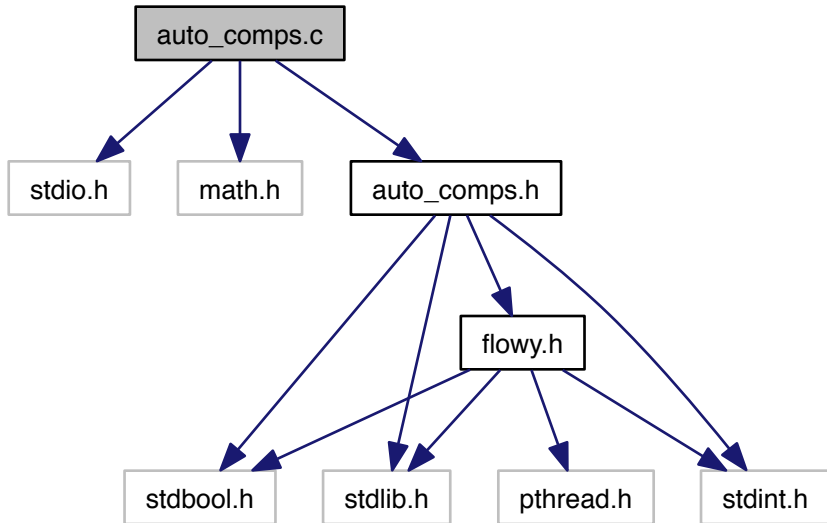 auto_comps.c
stdio.h
math.h
auto_comps.h
flowy.h
stdbool.h
stdlib.h
pthread.h
stdint.h